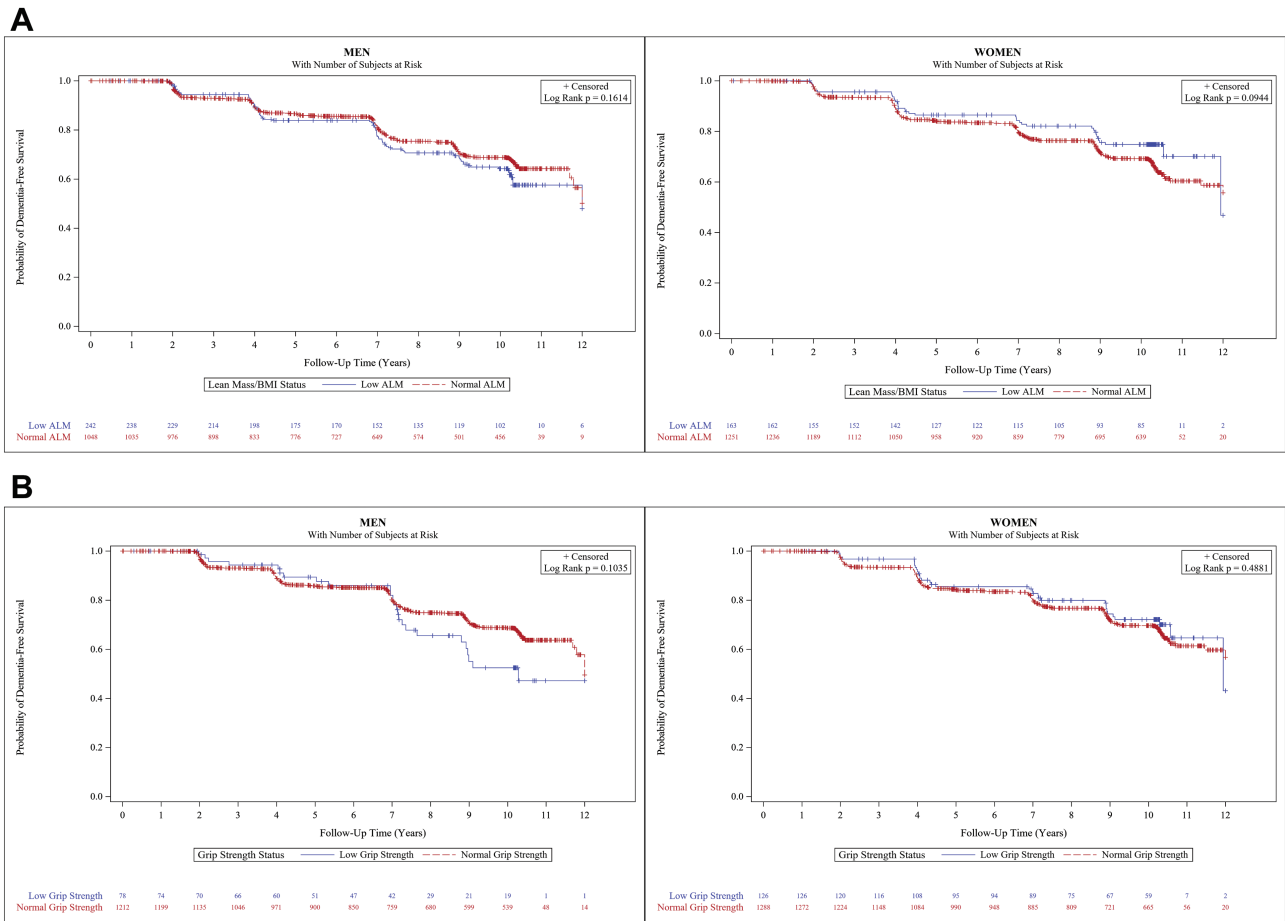 A
MEN
With Number of Subjects at Risk
+ Censored
Log Rank p = 0.1614
1.0
0.8
0.6
0.4
0.2
0.0
Probability of Dementia-Free Survival
0 1 2 3 4 5 6 7 8 9 10 11 12
Follow-Up Time (Years)
Lean Mass/BMI Status Low ALM Normal ALM
Low ALM 242 238 229 214 198 175 170 152 135 119 102 10 6
Normal ALM 1048 1035 976 898 833 776 727 649 574 501 456 39 9
WOMEN
With Number of Subjects at Risk
+ Censored
Log Rank p = 0.0944
1.0
0.8
0.6
0.4
0.2
0.0
Probability of Dementia-Free Survival
0 1 2 3 4 5 6 7 8 9 10 11 12
Follow-Up Time (Years)
Lean Mass/BMI Status Low ALM Normal ALM
Low ALM 163 162 155 152 142 127 122 115 105 93 85 11 2
Normal ALM 1251 1236 1189 1112 1050 958 920 859 779 695 639 52 20
B
MEN
With Number of Subjects at Risk
+ Censored
Log Rank p = 0.1035
1.0
0.8
0.6
0.4
0.2
0.0
Probability of Dementia-Free Survival
0 1 2 3 4 5 6 7 8 9 10 11 12
Follow-Up Time (Years)
Grip Strength Status Low Grip Strength Normal Grip Strength
Low Grip Strength 78 74 70 66 60 51 47 42 29 21 19 1 1
Normal Grip Strength 1212 1199 1135 1046 971 900 850 759 680 599 539 48 14
WOMEN
With Number of Subjects at Risk
+ Censored
Log Rank p = 0.4881
1.0
0.8
0.6
0.4
0.2
0.0
Probability of Dementia-Free Survival
0 1 2 3 4 5 6 7 8 9 10 11 12
Follow-Up Time (Years)
Grip Strength Status Low Grip Strength Normal Grip Strength
Low Grip Strength 126 126 120 116 108 95 94 89 75 67 59 7 2
Normal Grip Strength 1288 1272 1224 1148 1084 990 948 885 809 721 665 56 20